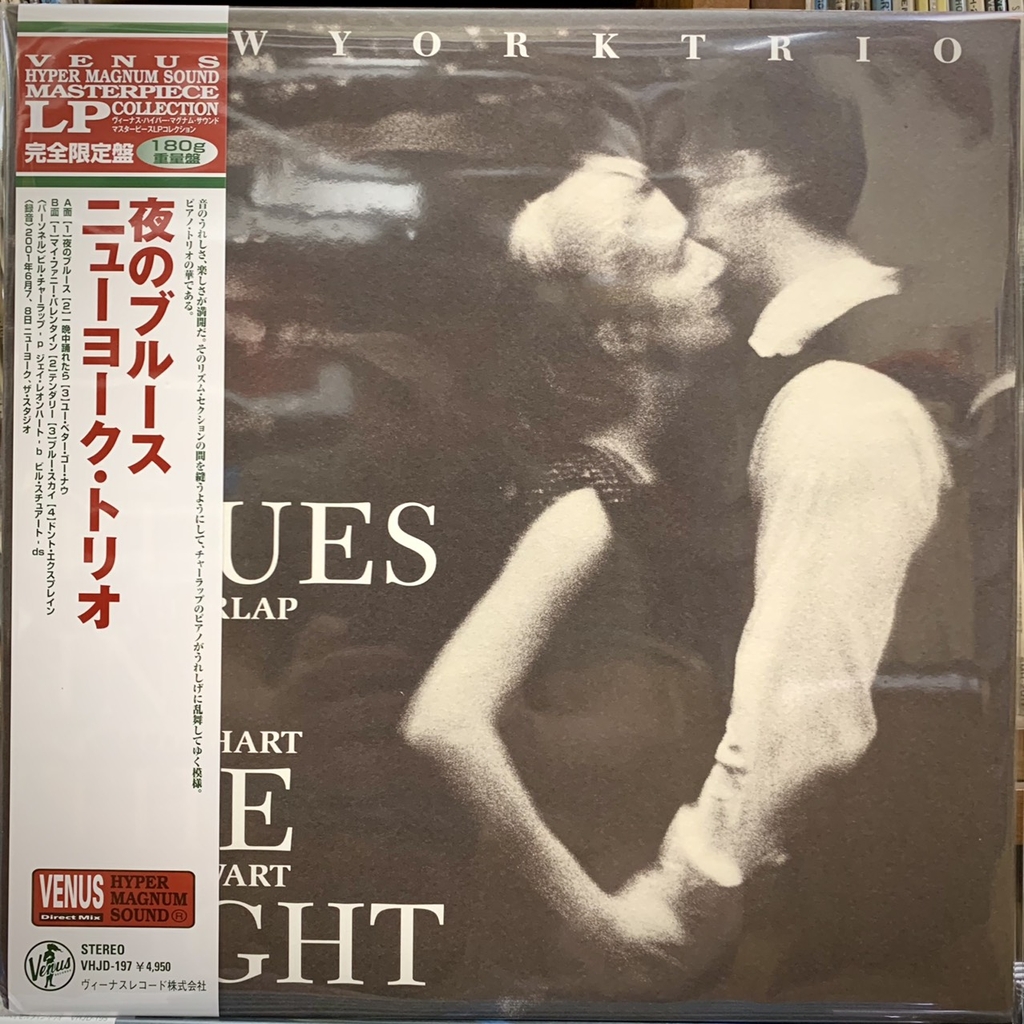 W YORK TRIO
VENUS
HYPER MAGNUM SOUND
MASTERPIECE
LP COLLECTION
ヴィーナス・ハイパー・マグナム・サウンド
マスターピースLPコレクション
完全限定盤
180g
重量盤
音のうれしさ、楽しさが満開だ。そのリズム・セクションの間を縫うようにして、チャーラップのピアノがうれしげに乱舞してゆく模様。
ピアノ・トリオの華である。
夜のブルース
ニューヨーク・トリオ
A面 [1]夜のブルース [2]一晩中踊れたら [3]ユー・ベター・ゴー・ナウ
B面 [1]マイ・ファニー・バレンタイン [2]テンダリー [3]ブルー・スカイ [4]ドント・エクスプレイン
(パーソネル)ビル・チャーラップ - p ジェイ・レオンハート - b ビル・スチュアート - ds
(録音)2001年6月7、8日 ニューヨーク、ザ・スタジオ
UES
RLAP
HART
E
WART
GHT
VENUS
Direct Mix
HYPER
MAGNUM
SOUND®
Venus
STEREO
VHJD-197 ¥4,950
ヴィーナスレコード株式会社